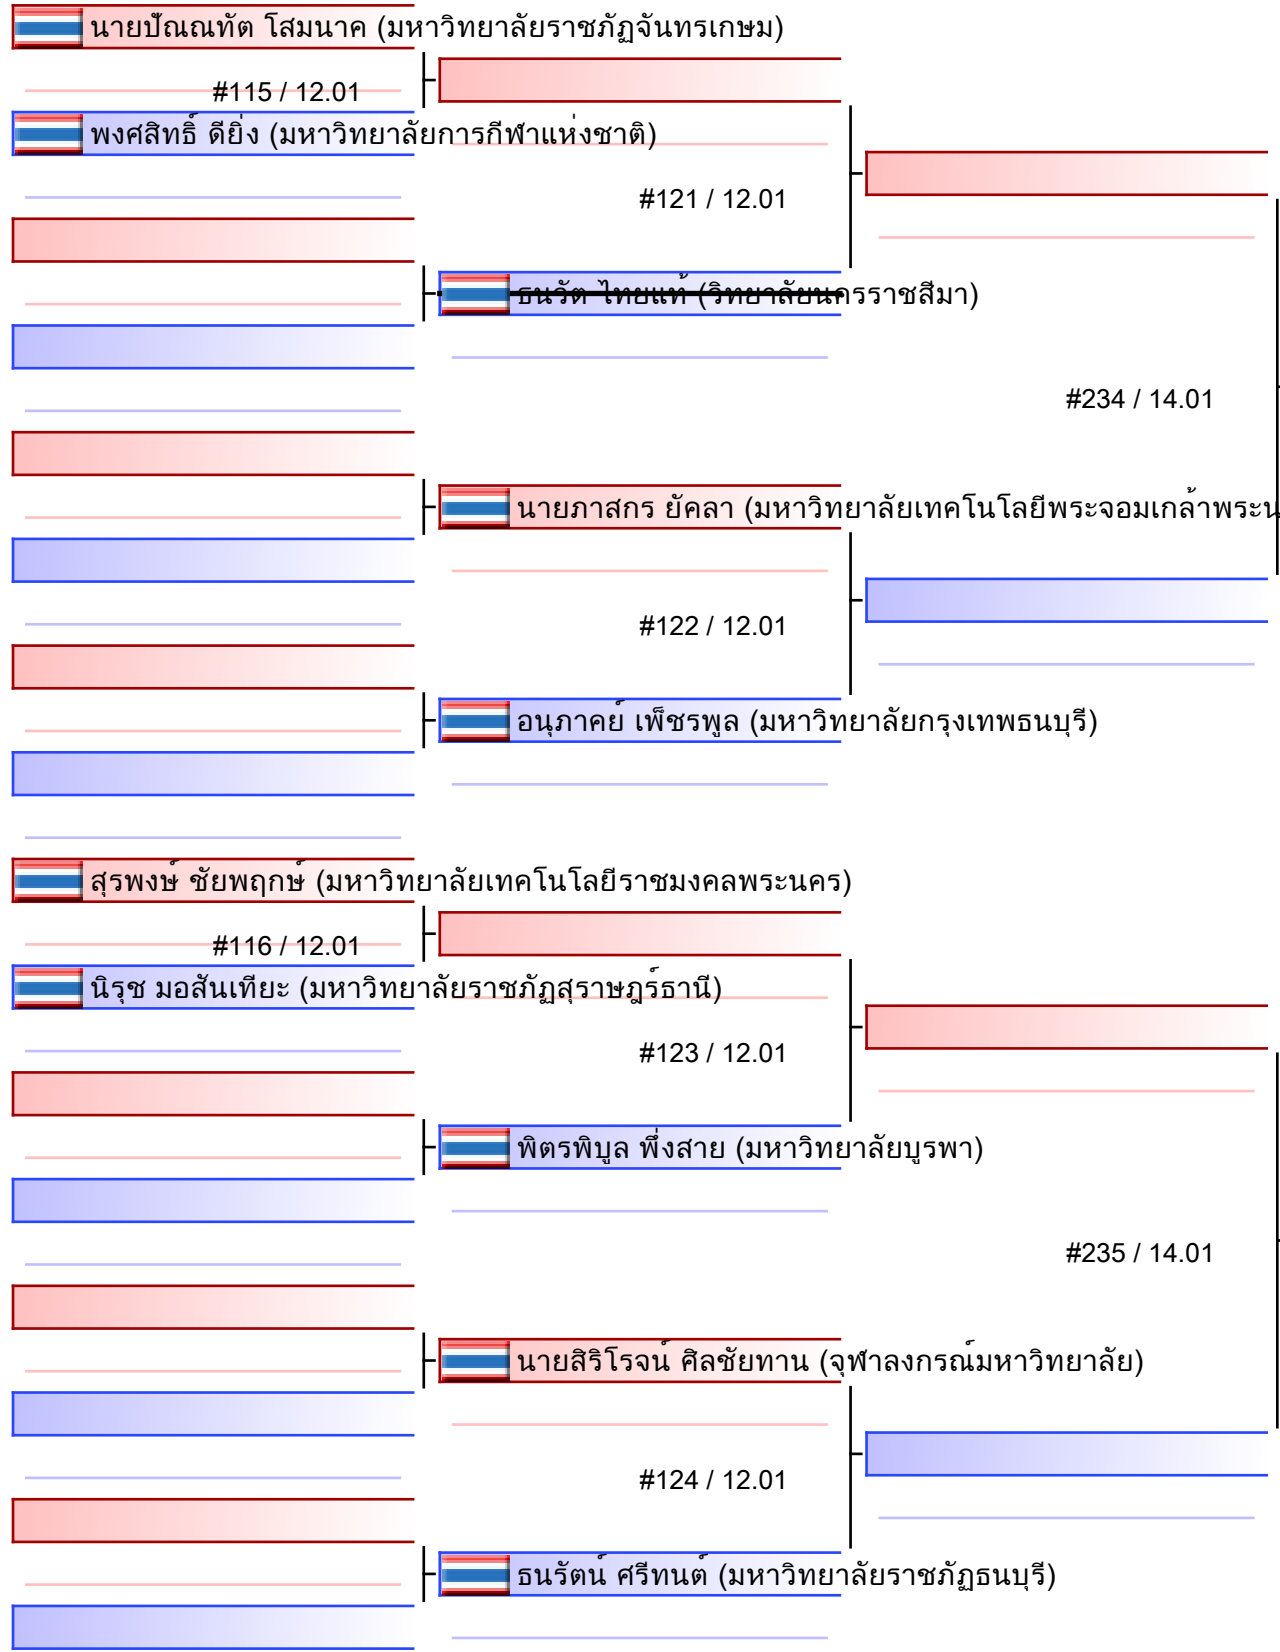 นายปัณณทัต โสมนาค (มหาวิทยาลัยราชภัฏจันทรเกษม)
#115 / 12.01
พงศสิทธิ์ ดียิ่ง (มหาวิทยาลัยการกีฬาแห่งชาติ)
#121 / 12.01
ธนวัต ไทยแท้ (วิทยาลัยนครราชสีมา)
#234 / 14.01
นายภาสกร ยัคลา (มหาวิทยาลัยเทคโนโลยีพระจอมเกล้าพระน
#122 / 12.01
อนุภาคย์ เพ็ชรพูล (มหาวิทยาลัยกรุงเทพธนบุรี)
สุรพงษ์ ชัยพฤกษ์ (มหาวิทยาลัยเทคโนโลยีราชมงคลพระนคร)
#116 / 12.01
นิรุช มอสันเทียะ (มหาวิทยาลัยราชภัฏสุราษฎร์ธานี)
#123 / 12.01
พิตรพิบูล พึ่งสาย (มหาวิทยาลัยบูรพา)
#235 / 14.01
นายสิริโรจน์ ศิลชัยทาน (จุฬาลงกรณ์มหาวิทยาลัย)
#124 / 12.01
ธนรัตน์ ศรีทนต์ (มหาวิทยาลัยราชภัฏธนบุรี)